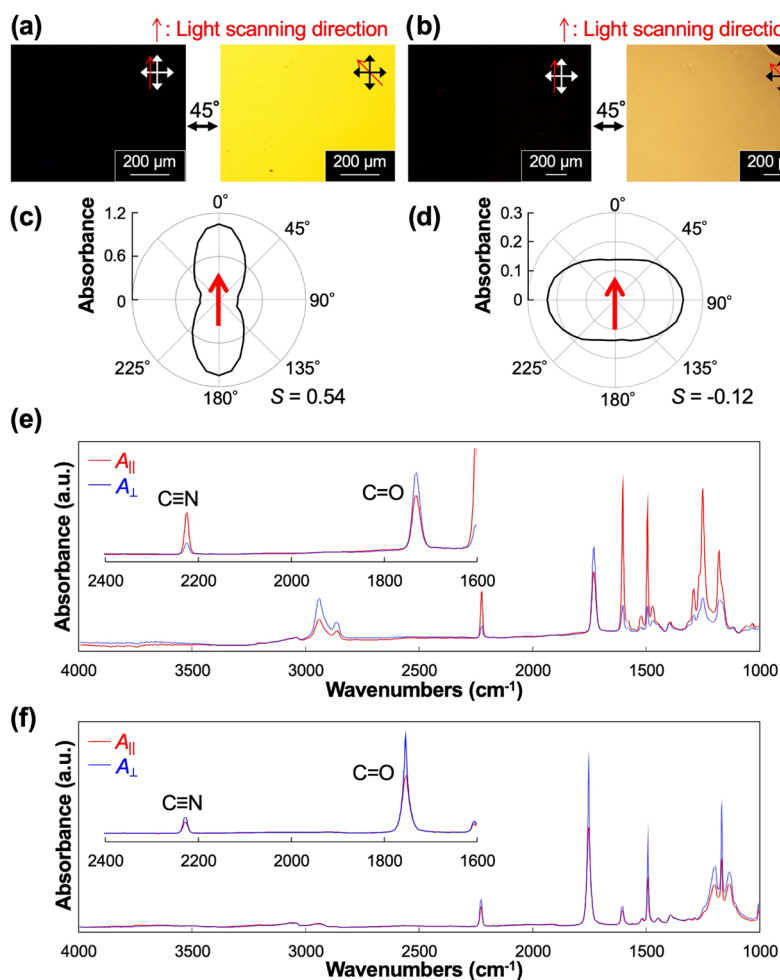 (a) ↑: Light scanning direction
(b) ↑: Light scanning directio
45°
200 μm
200 μm
45°
200 μm
200 μm
(c)
Absorbance
1.2
0.6
0
0°
45°
90°
135°
180°
225°
S = 0.54
(d)
Absorbance
0.3
0.2
0.1
0
0°
45°
90°
135°
180°
225°
S = -0.12
(e)
Absorbance (a.u.)
A||
A⊥
C≡N
C=O
2400 2200 2000 1800 1600
4000 3500 3000 2500 2000 1500 1000
Wavenumbers (cm-1)
(f)
Absorbance (a.u.)
A||
A⊥
C≡N
C=O
2400 2200 2000 1800 1600
4000 3500 3000 2500 2000 1500 1000
Wavenumbers (cm-1)